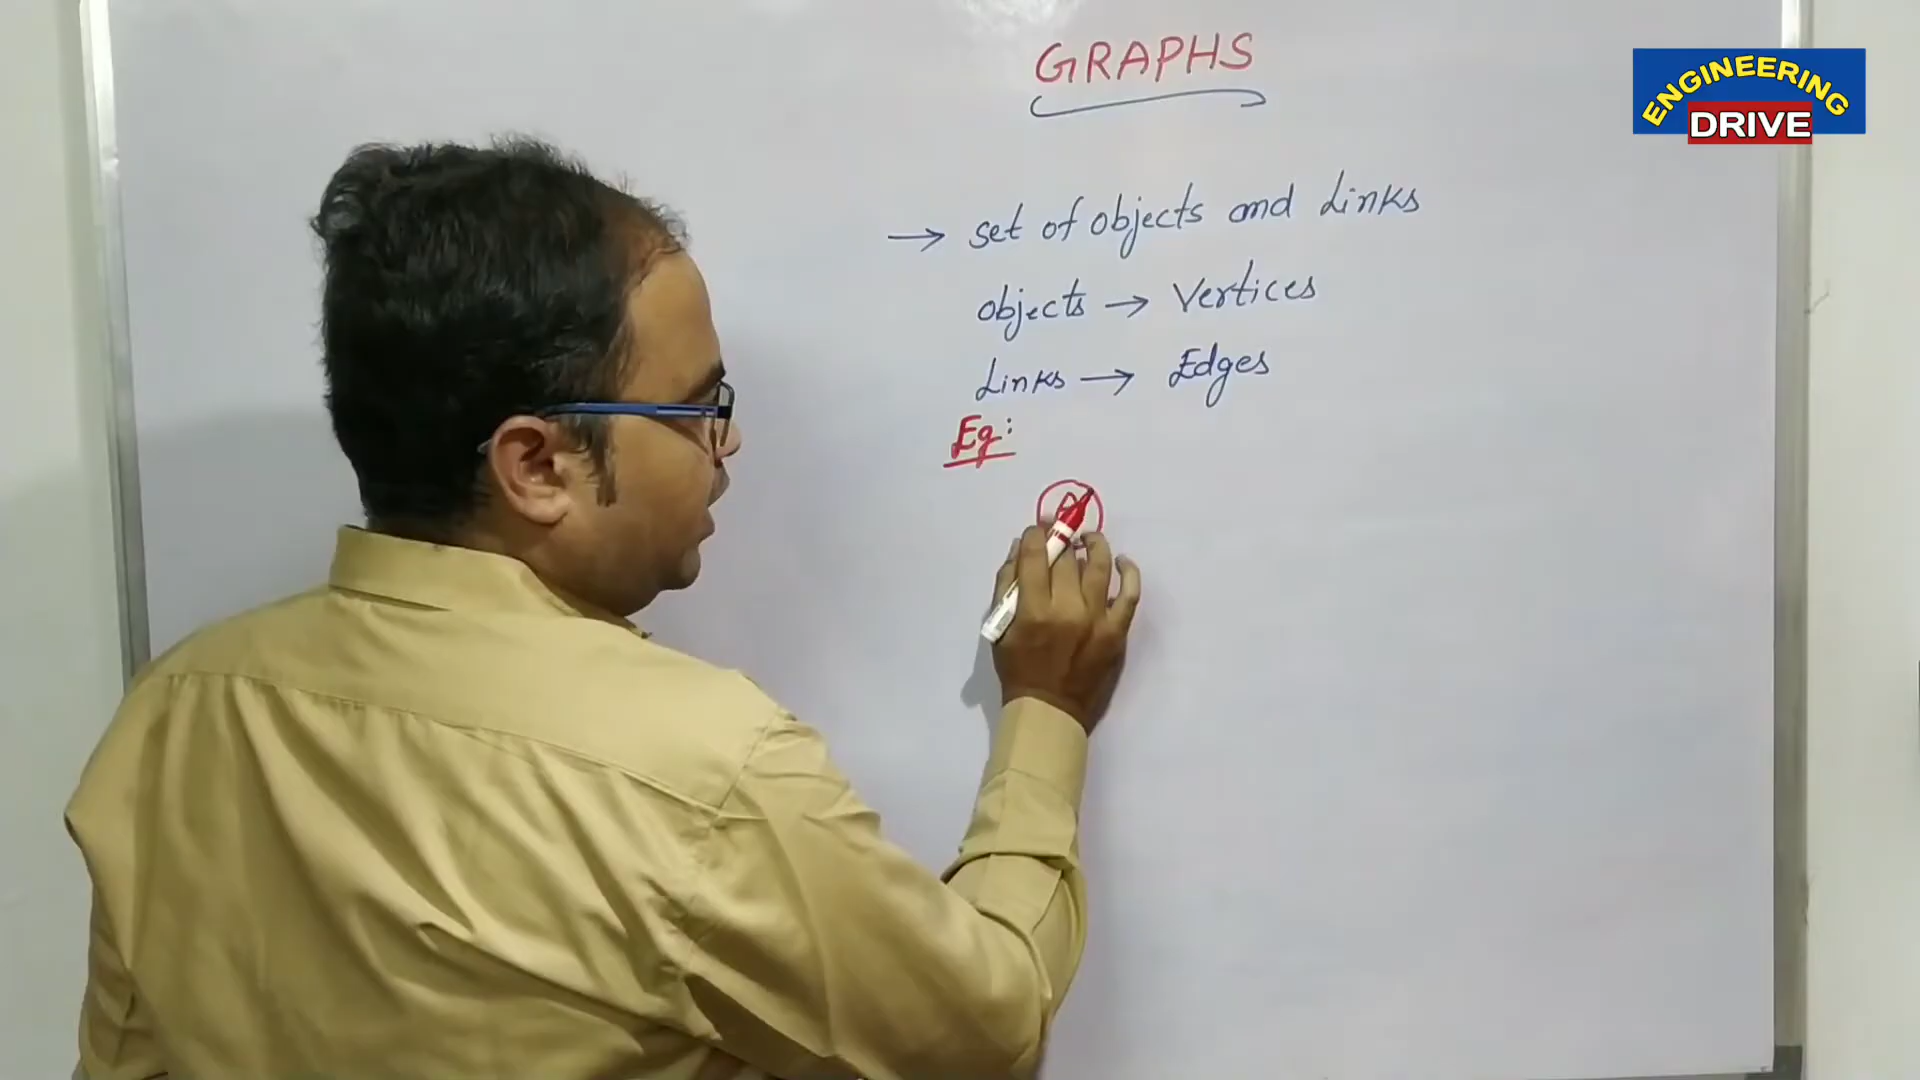 GRAPHS
ENGINEERING
DRIVE
→ set of objects and Links
objects → Vertices
Links → Edges
Eg:
A